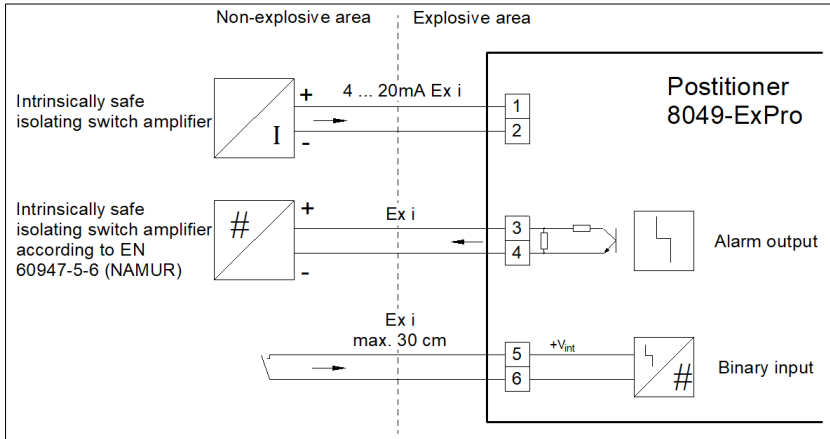 Non-explosive area
Explosive area
Intrinsically safe
isolating switch amplifier
+
I
-
4 ... 20mA Ex i
1
2
Postitioner
8049-ExPro
Intrinsically safe
isolating switch amplifier
according to EN
60947-5-6 (NAMUR)
#
+
-
Ex i
3
4
Alarm output
Ex i
max. 30 cm
5
6
+Vint
#
Binary input